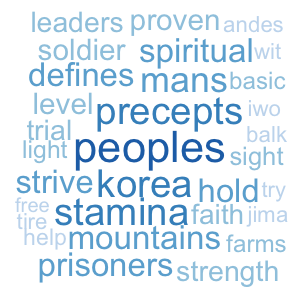 leaders proven andes
soldier spiritual wit
defines mans basic
level precepts iwo
trial balk
light peoples sight
strive korea hold try
free stamina faith jima
tire
help mountains farms
prisoners strength